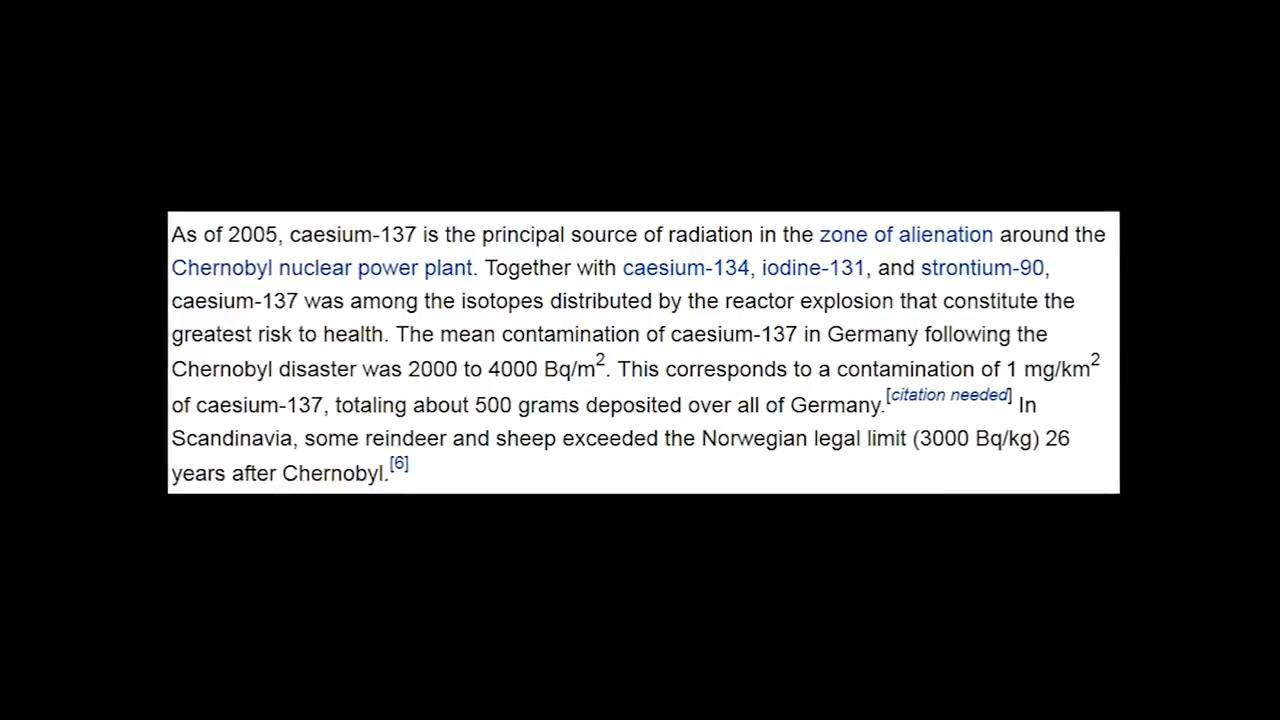 As of 2005, caesium-137 is the principal source of radiation in the zone of alienation around the
Chernobyl nuclear power plant. Together with caesium-134, iodine-131, and strontium-90,
caesium-137 was among the isotopes distributed by the reactor explosion that constitute the
greatest risk to health. The mean contamination of caesium-137 in Germany following the
Chernobyl disaster was 2000 to 4000 Bq/m². This corresponds to a contamination of 1 mg/km²
of caesium-137, totaling about 500 grams deposited over all of Germany.[citation needed] In
Scandinavia, some reindeer and sheep exceeded the Norwegian legal limit (3000 Bq/kg) 26
years after Chernobyl.[6]